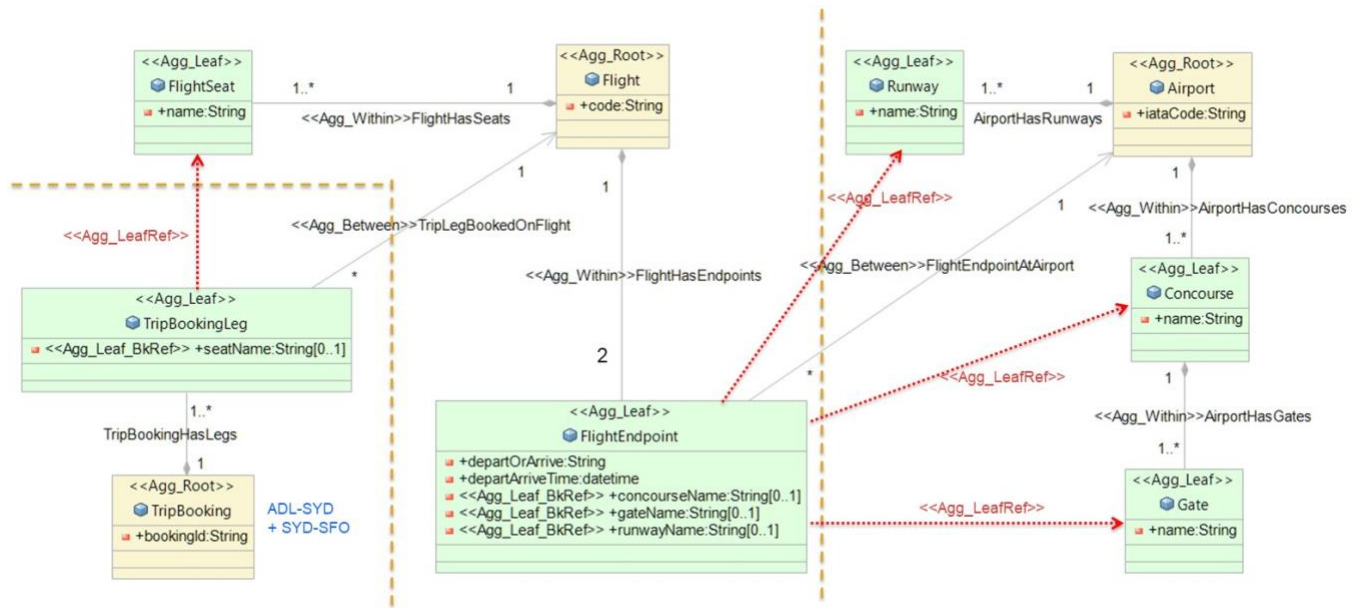 <<Agg_Leaf>>
FlightSeat
+name:String
1..*
1
<<Agg_Within>>FlightHasSeats
<<Agg_Root>>
Flight
+code:String
<<Agg_Leaf>>
Runway
+name:String
1..*
1
AirportHasRunways
<<Agg_Root>>
Airport
+iataCode:String
1
1
<<Agg_LeafRef>>
1
1
<<Agg_Within>>AirportHasConcourses
<<Agg_LeafRef>>
<<Agg_Between>>TripLegBookedOnFlight
1..*
*
<<Agg_Within>>FlightHasEndpoints
<<Agg_Between>>FlightEndpointAtAirport
<<Agg_Leaf>>
TripBookingLeg
<<Agg_Leaf_BkRef>> +seatName:String[0..1]
<<Agg_Leaf>>
Concourse
+name:String
2
*
<<Agg_LeafRef>>
1
1..*
TripBookingHasLegs
1
<<Agg_Leaf>>
FlightEndpoint
+departOrArrive:String
+departArriveTime:datetime
<<Agg_Leaf_BkRef>> +concourseName:String[0..1]
<<Agg_Leaf_BkRef>> +gateName:String[0..1]
<<Agg_Leaf_BkRef>> +runwayName:String[0..1]
<<Agg_Within>>AirportHasGates
1..*
<<Agg_Root>>
TripBooking
+bookingId:String
ADL-SYD
+ SYD-SFO
<<Agg_LeafRef>>
<<Agg_Leaf>>
Gate
+name:String